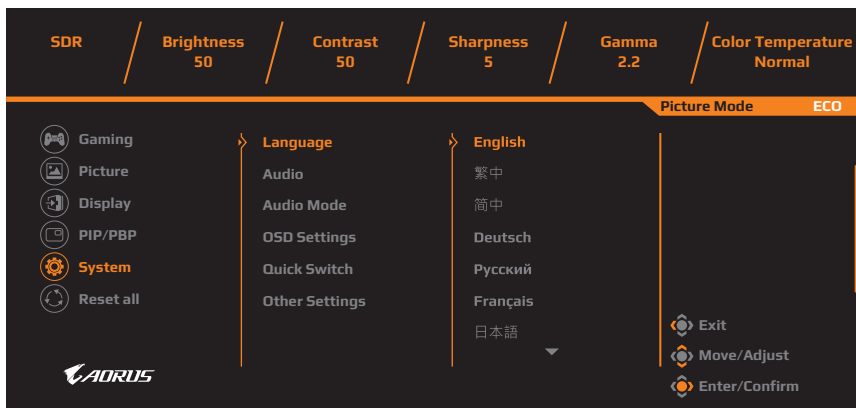 SDR
Brightness
50
Contrast
50
Sharpness
5
Gamma
2.2
Color Temperature
Normal
Picture Mode ECO
Gaming
Picture
Display
PIP/PBP
System
Reset all
Language
Audio
Audio Mode
OSD Settings
Quick Switch
Other Settings
English
繁中
简中
Deutsch
Русский
Français
日本語
Exit
Move/Adjust
Enter/Confirm
AORUS